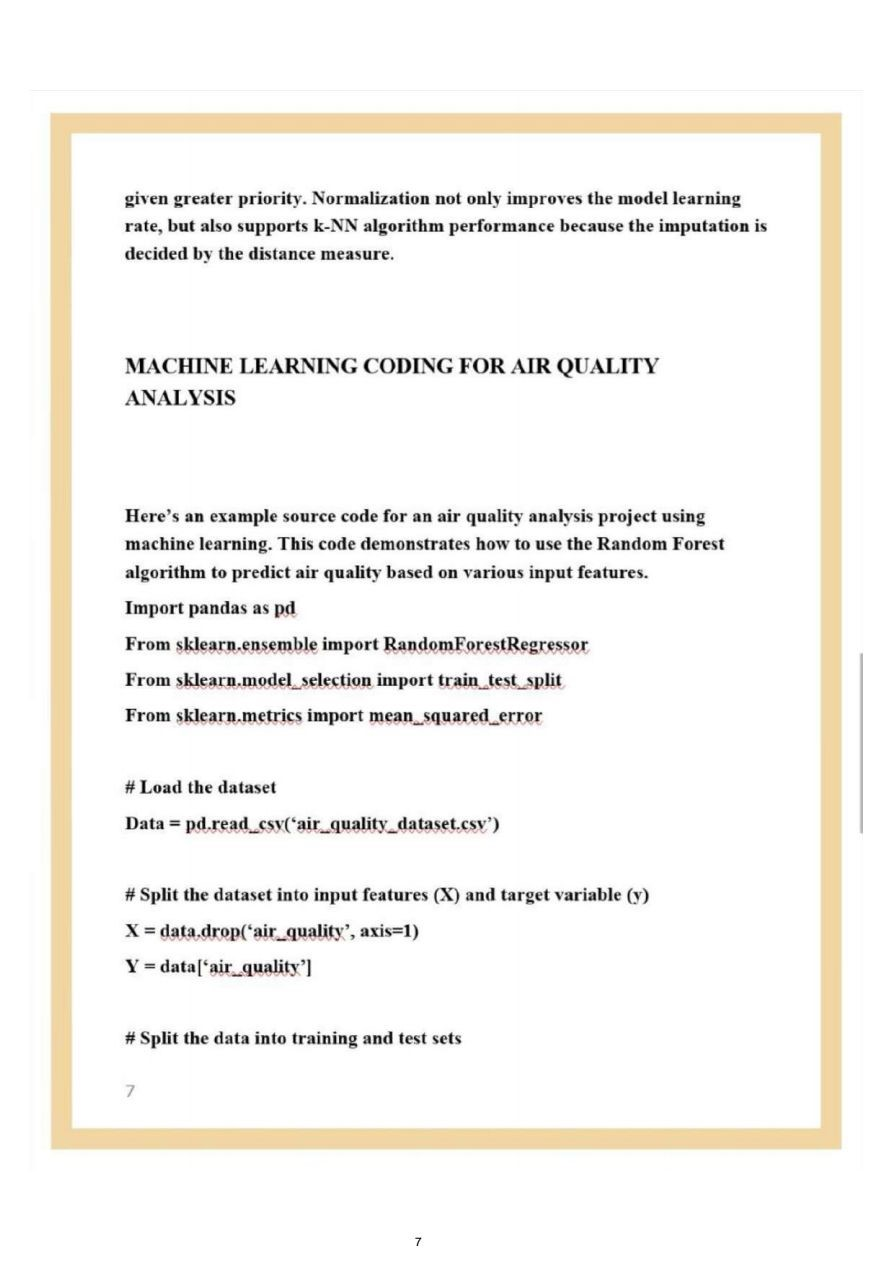 given greater priority. Normalization not only improves the model learning
rate, but also supports k-NN algorithm performance because the imputation is
decided by the distance measure.
MACHINE LEARNING CODING FOR AIR QUALITY
ANALYSIS
Here’s an example source code for an air quality analysis project using
machine learning. This code demonstrates how to use the Random Forest
algorithm to predict air quality based on various input features.
Import pandas as pd
From sklearn.ensemble import RandomForestRegressor
From sklearn.model_selection import train_test_split
From sklearn.metrics import mean_squared_error
# Load the dataset
Data = pd.read_csv(‘air_quality_dataset.csv’)
# Split the dataset into input features (X) and target variable (y)
X = data.drop(‘air_quality’, axis=1)
Y = data[‘air_quality’]
# Split the data into training and test sets
7
7